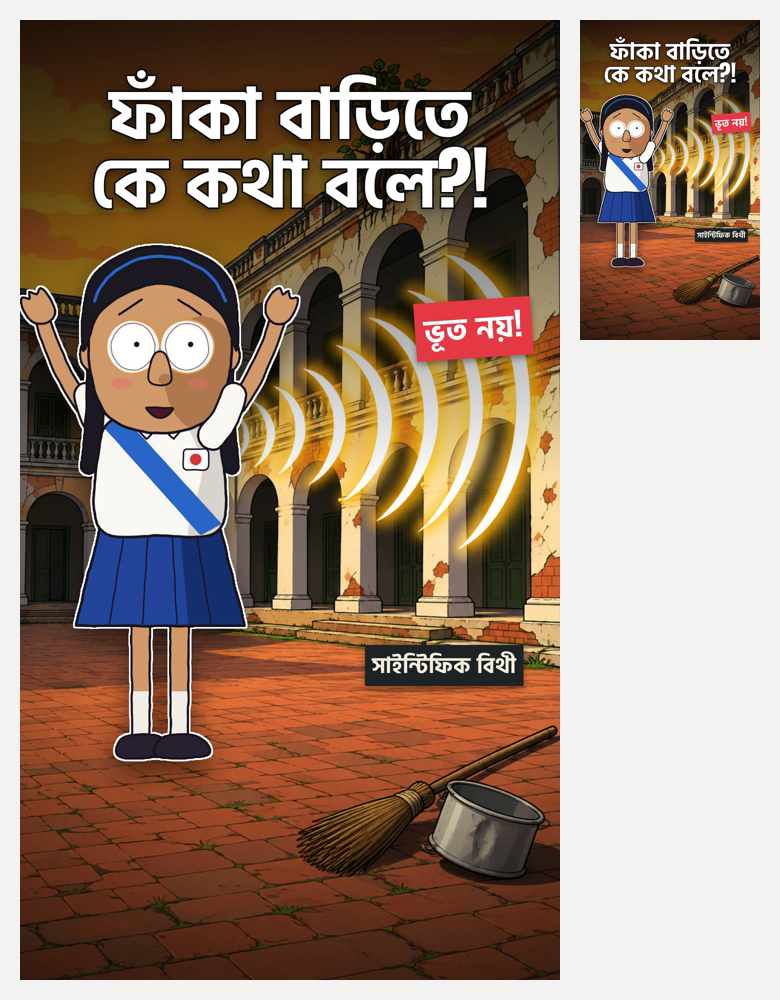 ফাঁকা বাড়িতে
কে কথা বলে?!
ভূত নয়!
সাইন্টিফিক বিথী
ফাঁকা বাড়িতে
কে কথা বলে?!
ভূত নয়!
সাইন্টিফিক বিথী